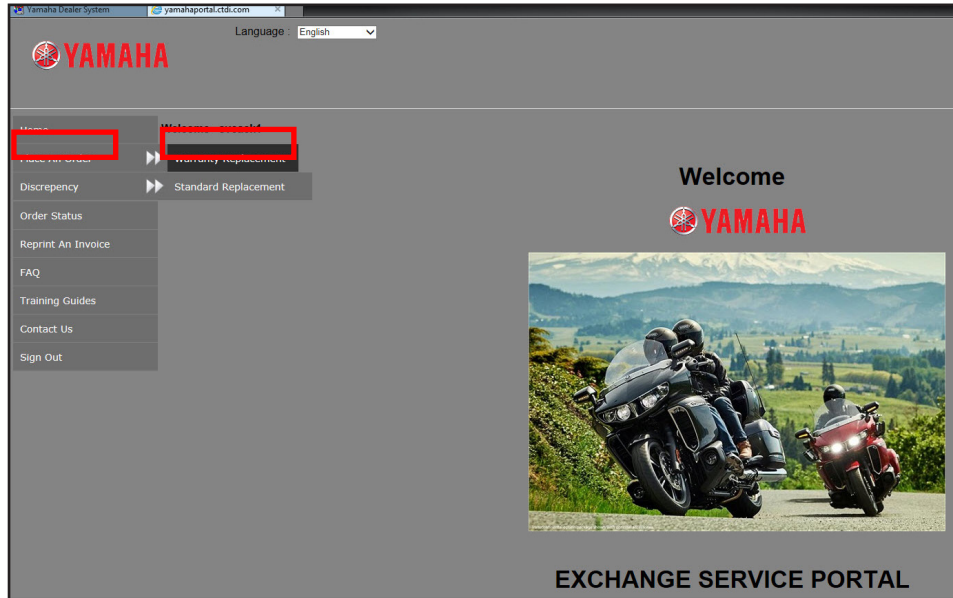 Yamaha Dealer System
yamahaportal.ctdi.com
Language : English
YAMAHA
Home
Welcome
Place An Order
Warranty Replacement
Discrepency
Standard Replacement
Order Status
Reprint An Invoice
FAQ
Training Guides
Contact Us
Sign Out
Welcome
YAMAHA
EXCHANGE SERVICE PORTAL